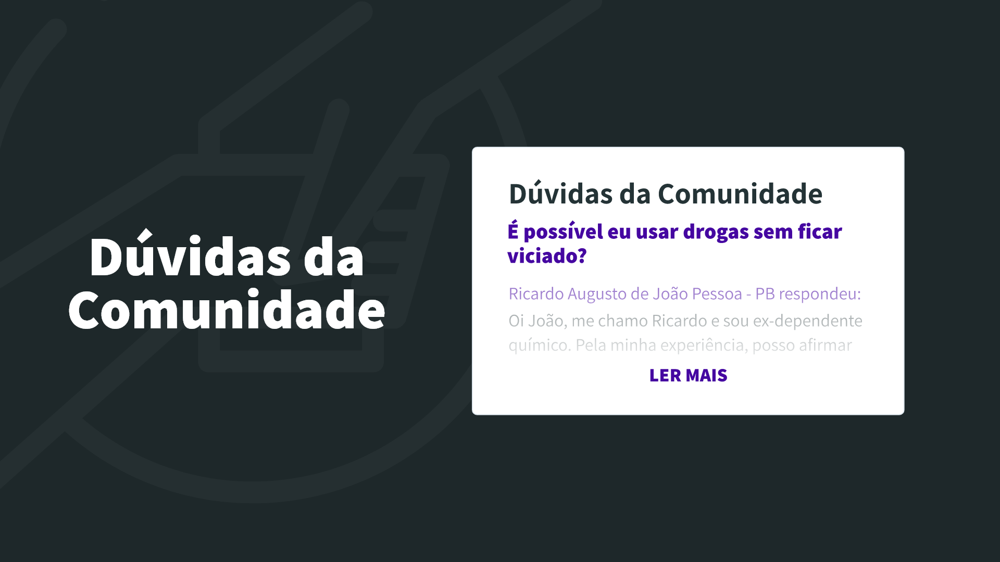 Dúvidas da
Comunidade
Dúvidas da Comunidade
É possível eu usar drogas sem ficar
viciado?
Ricardo Augusto de João Pessoa - PB respondeu:
Oi João, me chamo Ricardo e sou ex-dependente
químico. Pela minha experiência, posso afirmar
LER MAIS